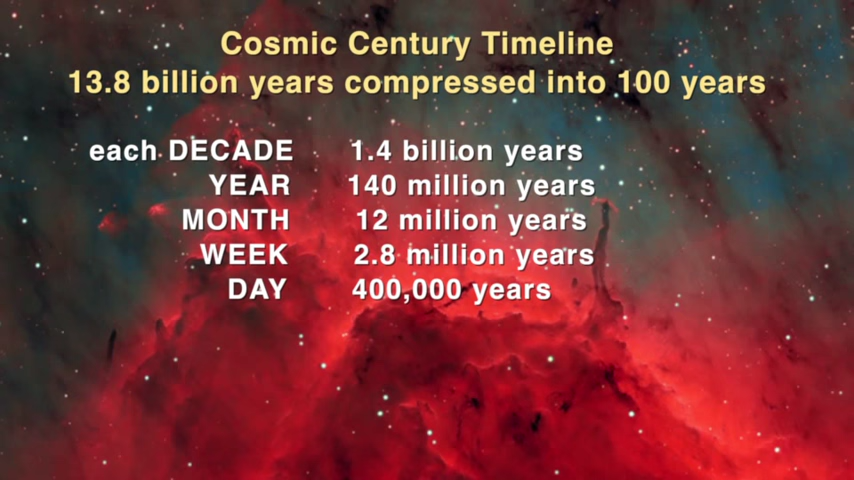 Cosmic Century Timeline
13.8 billion years compressed into 100 years
each DECADE 1.4 billion years
YEAR 140 million years
MONTH 12 million years
WEEK 2.8 million years
DAY 400,000 years